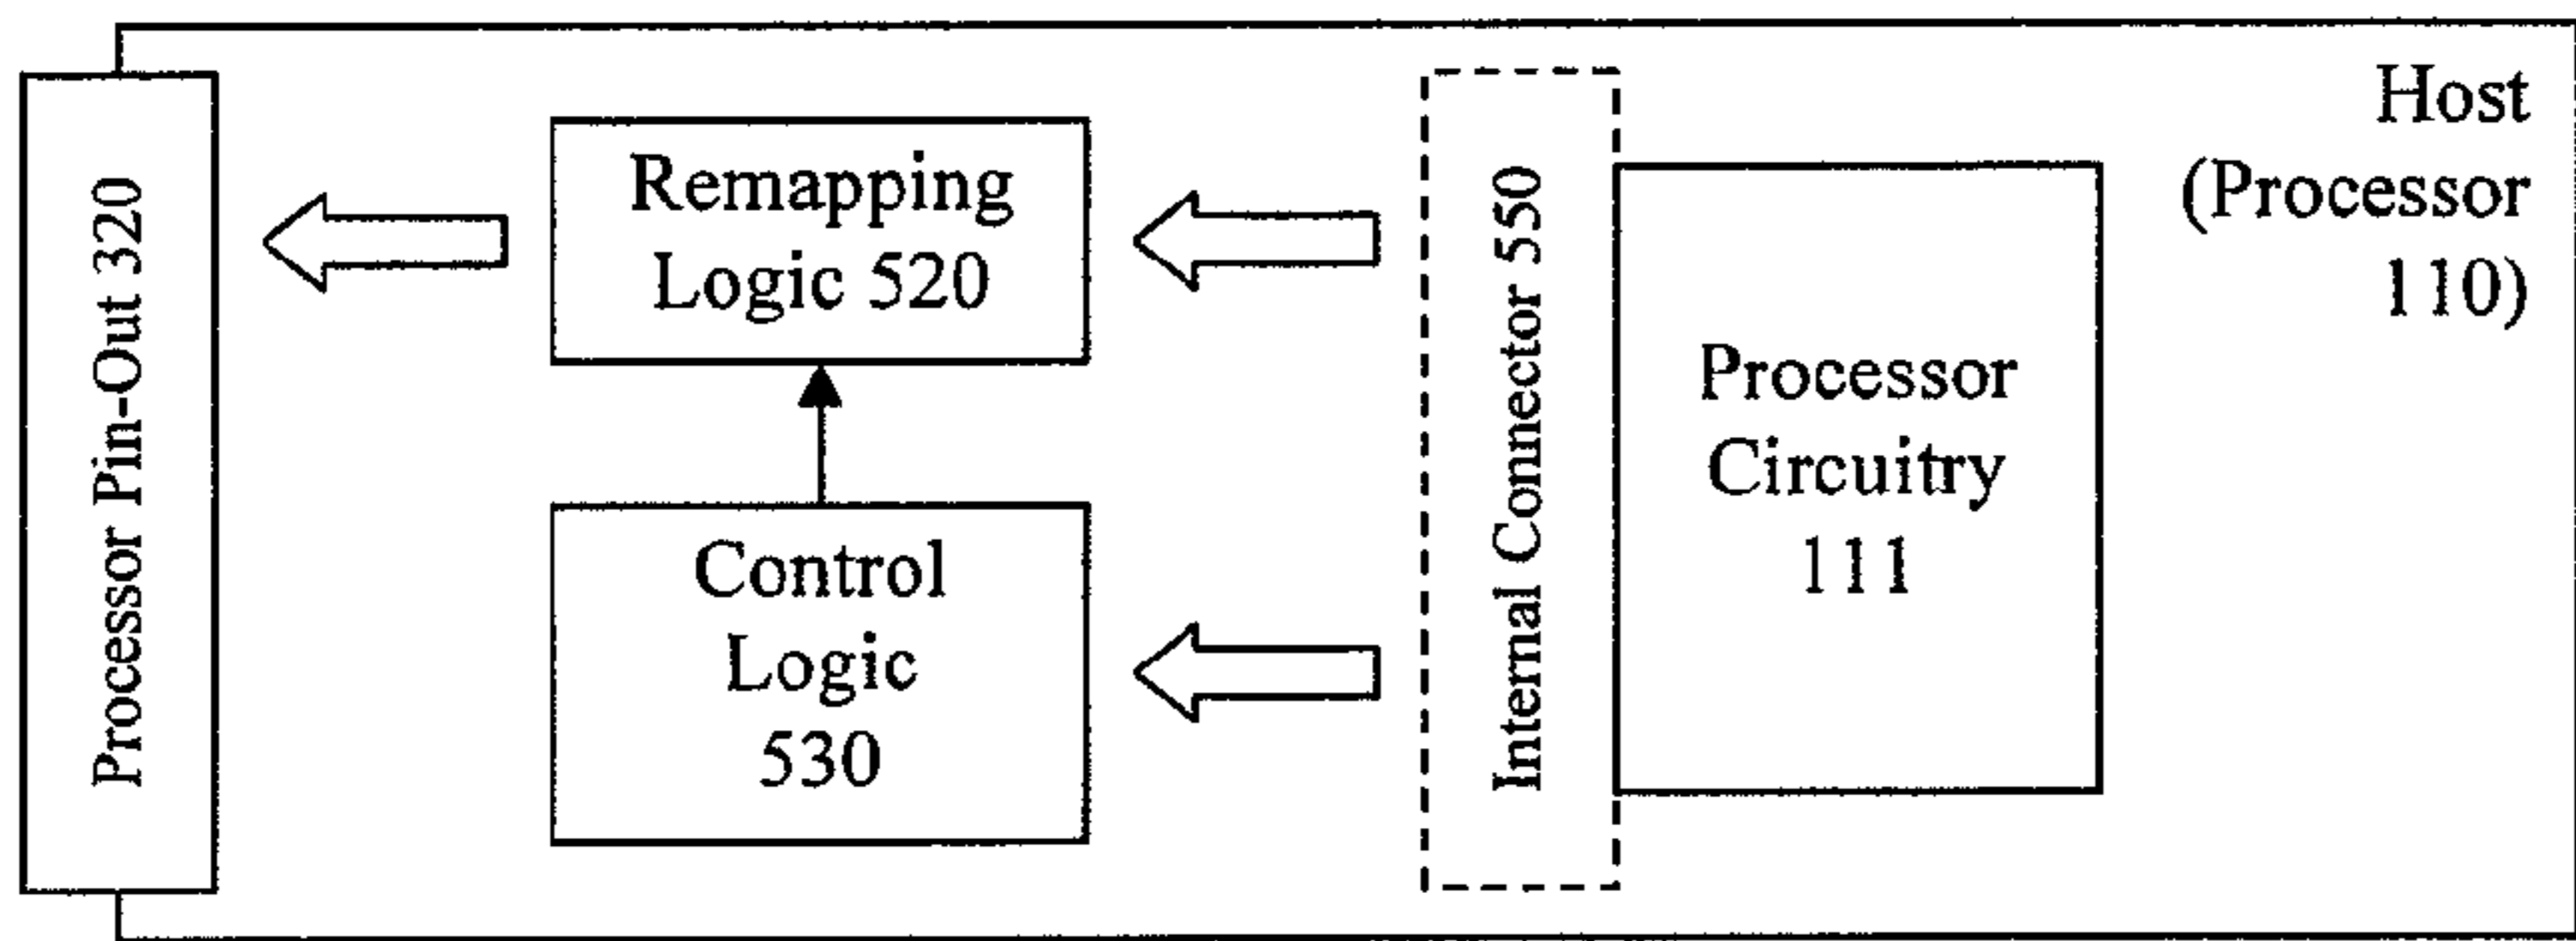 Processor Pin-Out 320
Remapping
Logic 520
Control
Logic
530
Internal Connector 550
Processor
Circuitry
111
Host
(Processor
110)